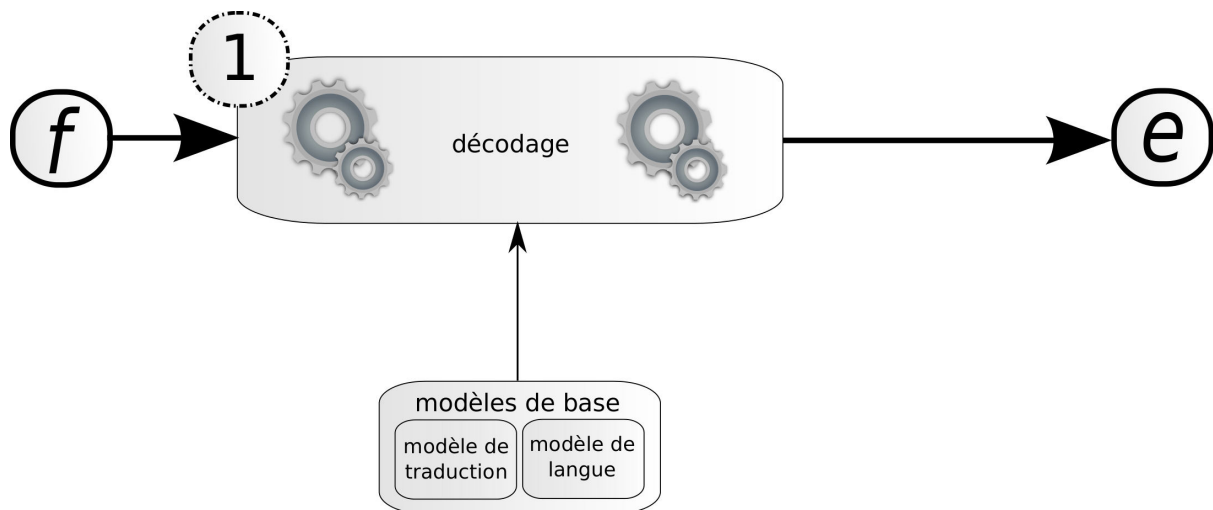 1
f
décodage
e
modèles de base
modèle de
traduction
modèle de
langue